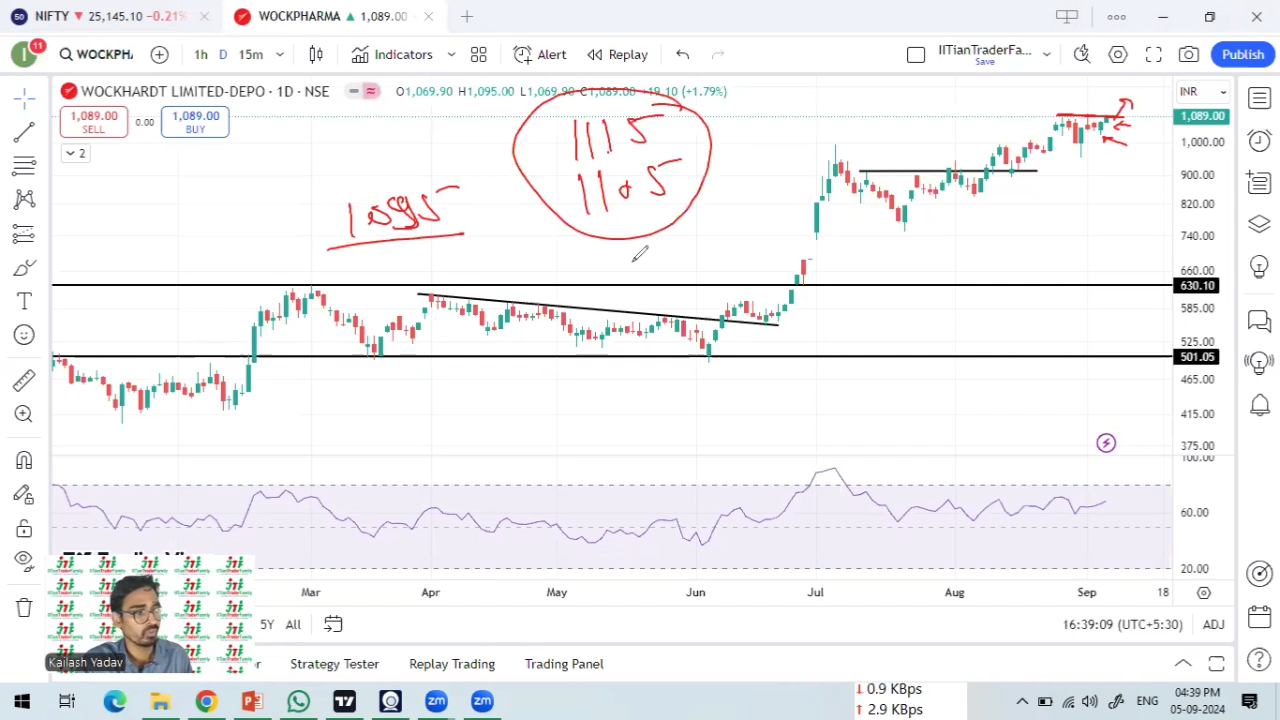 NIFTY ▼ 25,145.10 −0.21%
WOCKPHARMA ▲ 1,089.00
11
WOCKPHA
1h D 15m
Indicators
Alert
Replay
IITianTraderFa...
Save
Publish
WOCKHARDT LIMITED-DEPO · 1D · NSE
O1,069.90 H1,095.00 L1,069.90 C1,089.00 +19.10 (+1.79%)
INR
1,089.00
SELL
0.00
1,089.00
BUY
2
1115
1,089.00
1,000.00
900.00
820.00
740.00
660.00
630.10
585.00
525.00
501.05
465.00
415.00
375.00
100.00
60.00
20.00
Mar Apr May Jun Jul Aug Sep 18
5Y All
16:39:09 (UTC+5:30) ADJ
Kailash Yadav
Strategy Tester
Replay Trading
Trading Panel
0.9 KBps
2.9 KBps
04:39 PM
05-09-2024